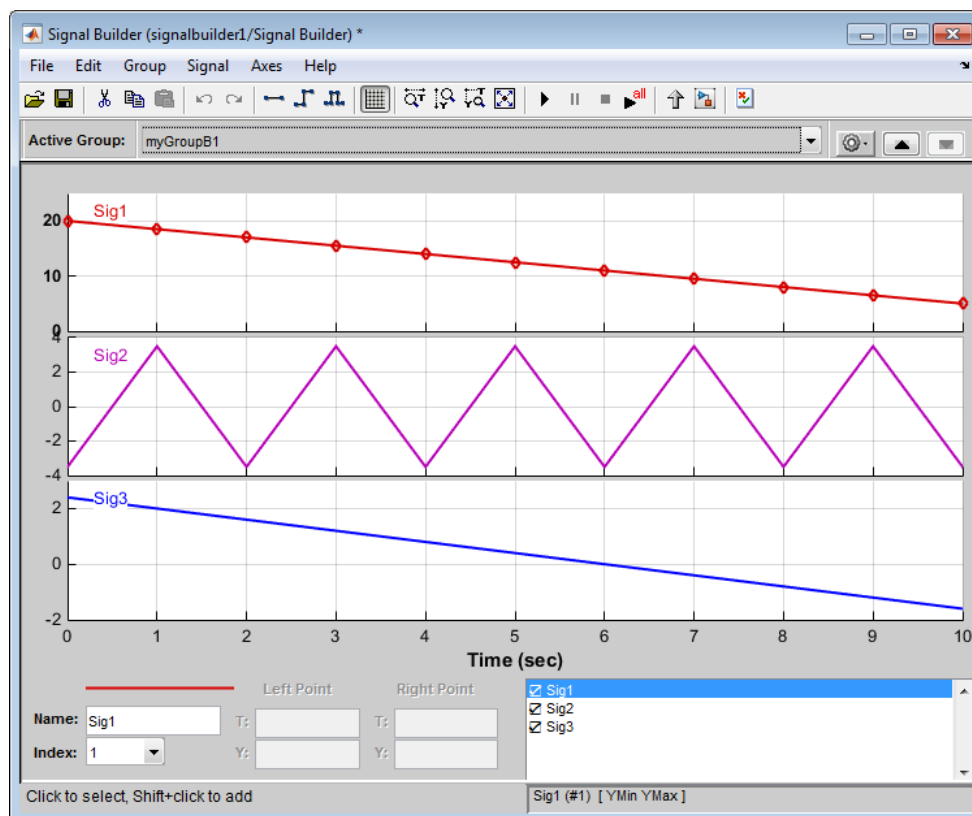 Signal Builder (signalbuilder1/Signal Builder) *
File Edit Group Signal Axes Help
all
Active Group: myGroupB1
Sig1
20
10
0
Sig2
4
2
0
-2
-4
Sig3
2
0
-2
0 1 2 3 4 5 6 7 8 9 10
Time (sec)
Left Point Right Point
Name: Sig1 T: T:
Index: 1 Y: Y:
Sig1
Sig2
Sig3
Click to select, Shift+click to add
Sig1 (#1) [ YMin YMax ]